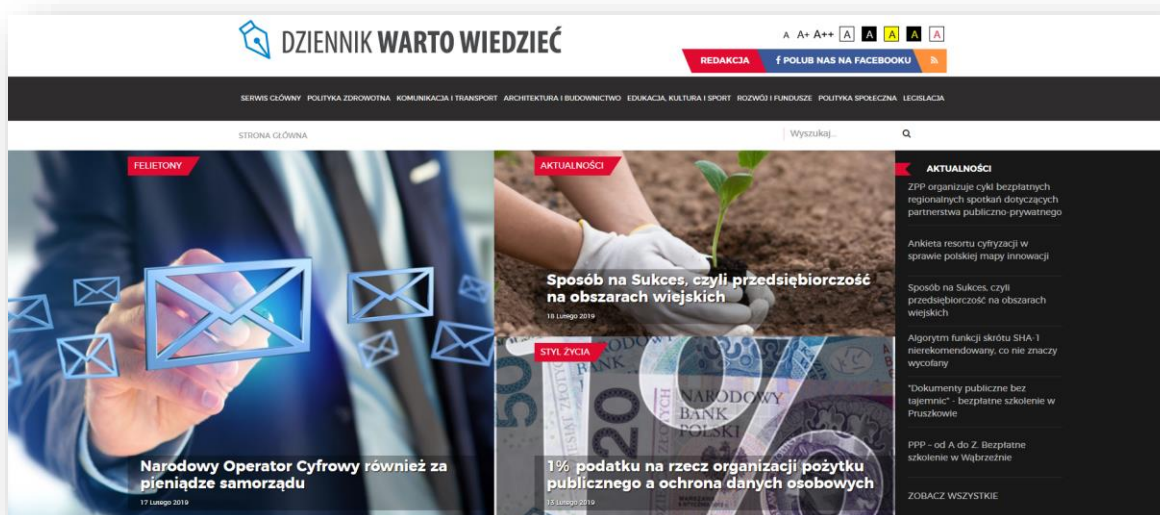 DZIENNIK WARTO WIEDZIEĆ
A A+ A++ A A A A A
REDAKCJA f POLUB NAS NA FACEBOOKU
SERWIS GŁÓWNY POLITYKA ZDROWOTNA KOMUNIKACJA I TRANSPORT ARCHITEKTURA I BUDOWNICTWO EDUKACJA, KULTURA I SPORT ROZWÓJ I FUNDUSZE POLITYKA SPOŁECZNA LEGISLACJA
STRONA GŁÓWNA
Wyszukaj...
FELIETONY
Narodowy Operator Cyfrowy również za
pieniądze samorządu
17 Lutego 2019
AKTUALNOŚCI
Sposób na Sukces, czyli przedsiębiorczość
na obszarach wiejskich
18 Lutego 2019
STYL ŻYCIA
%
50
20
NARODOWY
BANK
POLSKI
1% podatku na rzecz organizacji pożytku
publicznego a ochrona danych osobowych
13 Lutego 2019
AKTUALNOŚCI
ZPP organizuje cykl bezpłatnych
regionalnych spotkań dotyczących
partnerstwa publiczno-prywatnego
Ankieta resortu cyfryzacji w
sprawie polskiej mapy innowacji
Sposób na Sukces, czyli
przedsiębiorczość na obszarach
wiejskich
Algorytm funkcji skrótu SHA-1
nierekomendowany, co nie znaczy
wycofany
"Dokumenty publiczne bez
tajemnic" - bezpłatne szkolenie w
Pruszkowie
PPP – od A do Z. Bezpłatne
szkolenie w Wąbrzeźnie
ZOBACZ WSZYSTKIE